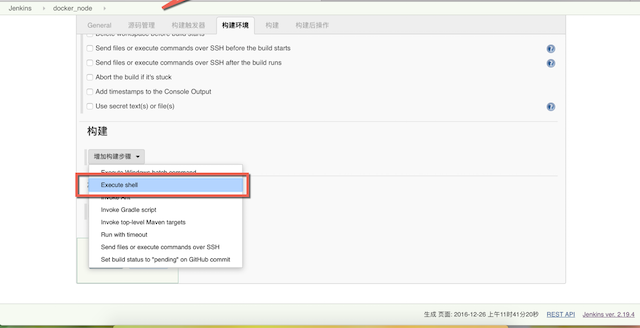 Jenkins › docker_node ›
General 源码管理 构建触发器 构建环境 构建 构建后操作
Delete workspace before build starts
Send files or execute commands over SSH before the build starts
Send files or execute commands over SSH after the build runs
Abort the build if it's stuck
Add timestamps to the Console Output
Use secret text(s) or file(s)
构建
增加构建步骤
Execute Windows batch command
Execute shell
Invoke Ant
Invoke Gradle script
Invoke top-level Maven targets
Run with timeout
Send files or execute commands over SSH
Set build status to "pending" on GitHub commit
生成 页面: 2016-12-26 上午11时41分20秒 REST API Jenkins ver. 2.19.4